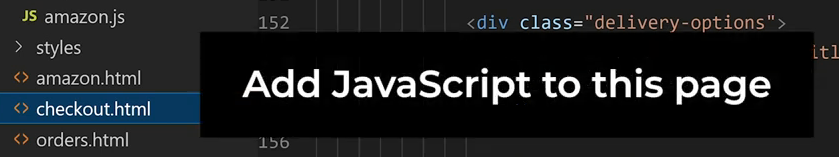 JS amazon.js
152 <div class="delivery-options">
styles
amazon.html
Add JavaScript to this page
checkout.html
orders.html
156